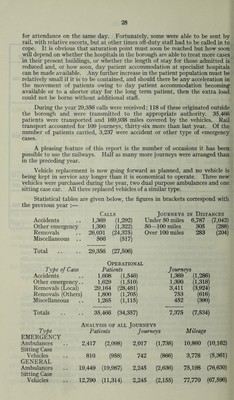 28
for attendance on the same day. Fortunately, some were able to be sent by
rail, with relative escorts, but at other times off-duty staff had to be called in to
cope. It is obvious that saturation point must soon be reached but how soon
will depend on whether the hospitals in the borough are able to treat more cases
in their present buildings, or whether the length of stay for those admitted is
reduced and, or how soon, day patient accommodation at specialist hospitals
can be made available. Any further increase in the patient population must be
relatively small if it is to be contained, and should there be any acceleration in
the movement of patients owing to day patient accommodation becoming
available or to a shorter stay for the long term patient, then the extra load
could not be borne without additional staff.
During the year 29,356 calls were received; 118 of these originated outside
the borough and were transmitted to the appropriate authority. 35,466
patients were transported and 169,938 miles covered by the vehicles. Rail
transport accounted for 198 journeys, thirty-six more than last year. Of the
number of patients carried, 3,237 were accident or other type of emergency
cases.
A pleasing feature of this report is the number of occasions it has been
possible to use the railways. Half as many more journeys were arranged than
in the preceding year.
Vehicle replacement is now going forward as planned, and no vehicle is
being kept in service any longer than it is economical to operate. Three new
vehicles were purchased during the year, two dual purpose ambulances and one
sitting case car. All three replaced vehicles of a similar type.
Statistical tables are given below, the figures in brackets correspond with
the previous year :—
Calls Journeys in Distances
Accidents .. 1,369 (1,292) Under 50 miles 6,787 (7,042)
Other emergency 1,390 (1,322) 50—100 miles 305 (288)
Removals .. 26,031 (24,375) Over 100 miles 283 (204)
Miscellaneous .. 566 (517)
Total .. 29,356 (27,506)
Operational
Type of Case Patients Journeys
Accidents .. 1,608 (1,546) 1,369 (1,286)
Other emergency.. 1,629 (1,510) 1,390 (1,316)
Removals (Local) 29,164 (28,481) 3,411 (3,924)
Removals (Others) 1,800 (1,705) 753 (618)
Miscellaneous .. 1,265 (1,115) 452 (390)
Totals .. .. 35,466 (34,357) 7,375 (7,534)
Analysis of all Journeys
Type Patients Journeys Mileage
EMERGENCY
Ambulances .. 2,417 (2,098) 2,017 (1,736) 10,860 (10,162)
Sitting Case
Vehicles .. 810 (958) 742 (866) 3,778 (5,361)
GENERAL
Ambulances .. 19,449 (19,987) 2,245 (2,636) 75,188 (76,630)
Sitting Case
Vehicles .. 12,790 (11,314) 2,245 (2,155) 77,770 (67,596)